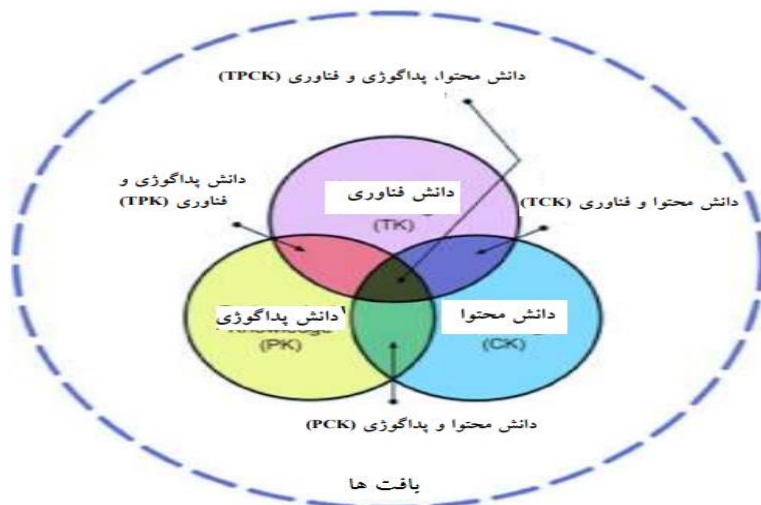 دانش محتوا، پداگوژی و فناوری (TPCK)
دانش پداگوژی و
فناوری (TPK)
دانش فناوری
(TK)
دانش محتوا و فناوری (TCK)
دانش پداگوژی
(PK)
دانش محتوا
(CK)
دانش محتوا و پداگوژی (PCK)
بافت ها